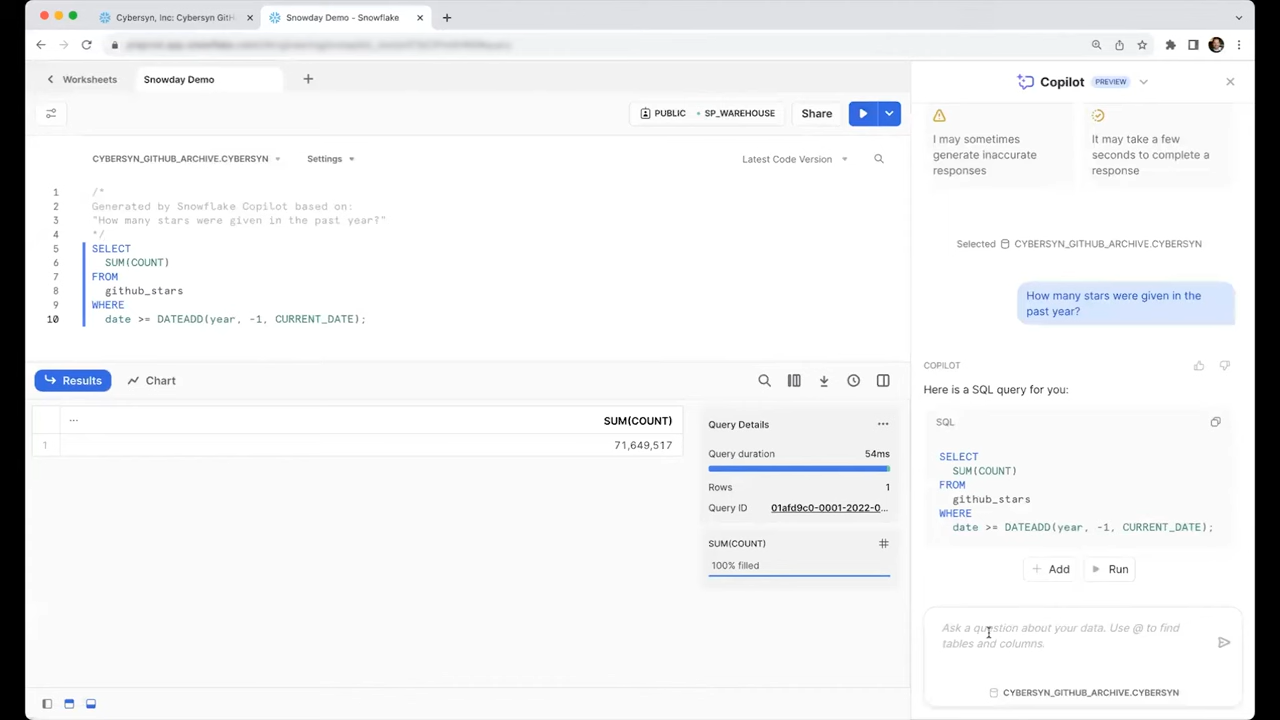 Cybersyn, Inc: Cybersyn GitH
Snowday Demo - Snowflake
Worksheets
Snowday Demo
PUBLIC
SP_WAREHOUSE
Share
CYBERSYN_GITHUB_ARCHIVE.CYBERSYN
Settings
Latest Code Version
1 /*
2 Generated by Snowflake Copilot based on:
3 "How many stars were given in the past year?"
4 */
5 SELECT
6 SUM(COUNT)
7 FROM
8 github_stars
9 WHERE
10 date >= DATEADD(year, -1, CURRENT_DATE);
Results
Chart
... SUM(COUNT)
1 71,649,517
Query Details
...
Query duration 54ms
Rows 1
Query ID 01afd9c0-0001-2022-0...
SUM(COUNT) #
100% filled
Copilot PREVIEW
I may sometimes
generate inaccurate
responses
It may take a few
seconds to complete a
response
Selected CYBERSYN_GITHUB_ARCHIVE.CYBERSYN
How many stars were given in the
past year?
COPILOT
Here is a SQL query for you:
SQL
SELECT
SUM(COUNT)
FROM
github_stars
WHERE
date >= DATEADD(year, -1, CURRENT_DATE);
+ Add
Run
Ask a question about your data. Use @ to find
tables and columns.
CYBERSYN_GITHUB_ARCHIVE.CYBERSYN